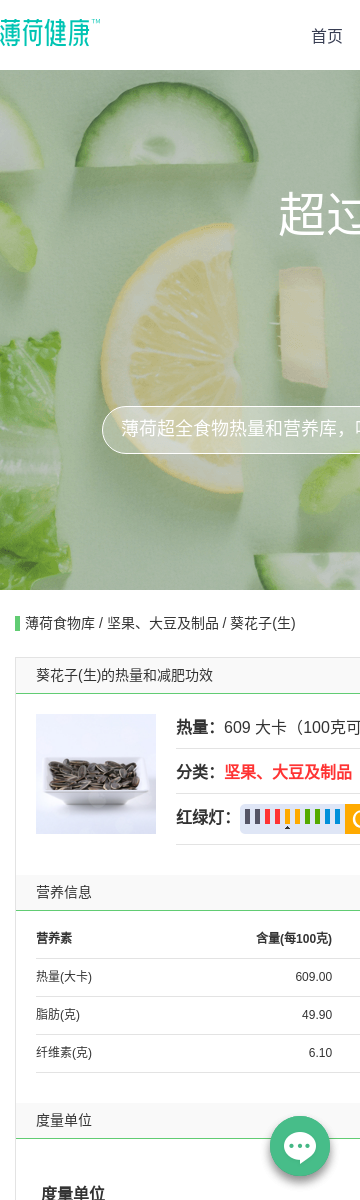 薄荷健康™
首页
超过
薄荷超全食物热量和营养库，
薄荷食物库 / 坚果、大豆及制品 / 葵花子(生)
葵花子(生)的热量和减肥功效
热量： 609 大卡（100克可
分类： 坚果、大豆及制品
红绿灯：
营养信息
营养素 含量(每100克)
热量(大卡) 609.00
脂肪(克) 49.90
纤维素(克) 6.10
度量单位
度量单位